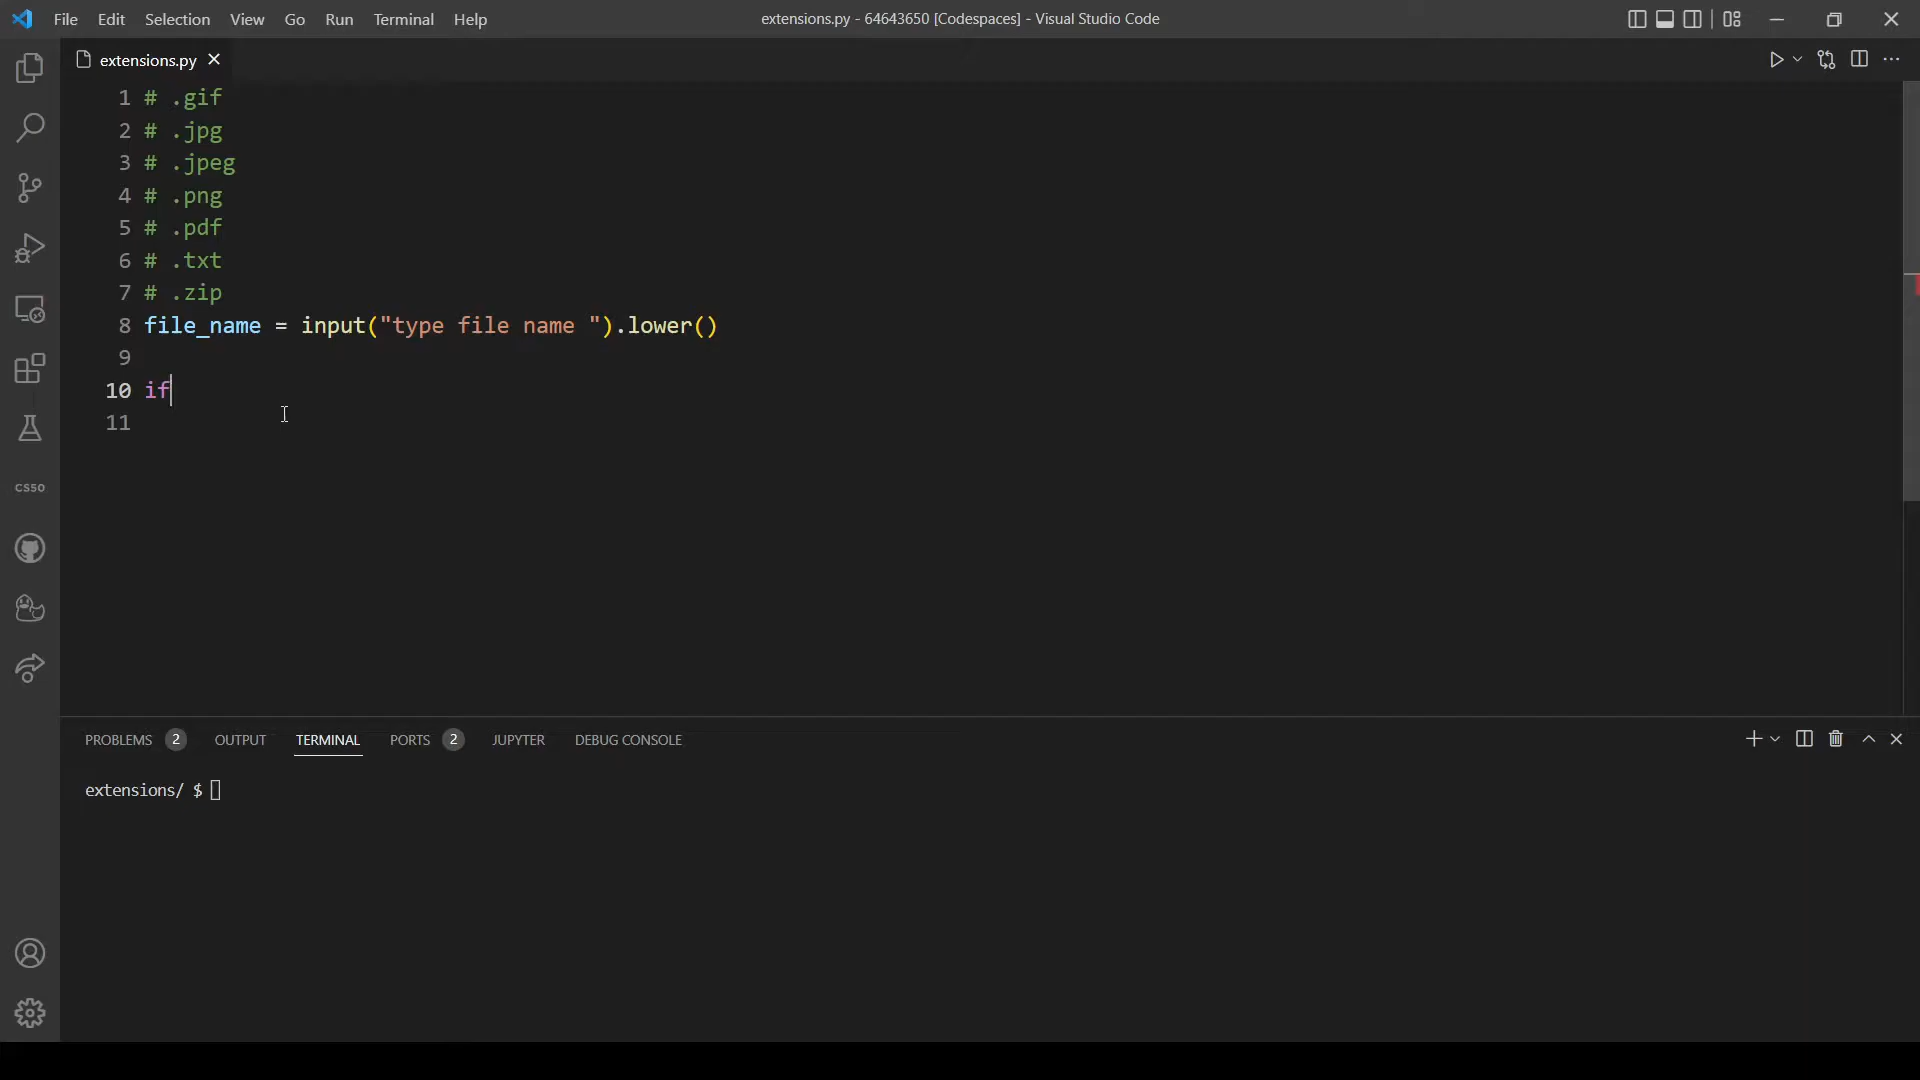 File Edit Selection View Go Run Terminal Help extensions.py - 64643650 [Codespaces] - Visual Studio Code
extensions.py
1 # .gif
2 # .jpg
3 # .jpeg
4 # .png
5 # .pdf
6 # .txt
7 # .zip
8 file_name = input("type file name ").lower()
9
10 if
11
CS50
PROBLEMS 2 OUTPUT TERMINAL PORTS 2 JUPYTER DEBUG CONSOLE
extensions/ $